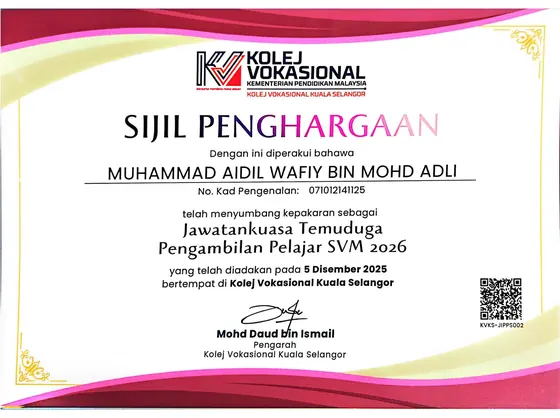 KOLEJ
VOKASIONAL
KEMENTERIAN PENDIDIKAN MALAYSIA
KOLEJ VOKASIONAL KUALA SELANGOR
SIJIL PENGHARGAAN
Dengan ini diperakui bahawa
MUHAMMAD AIDIL WAFIY BIN MOHD ADLI
No. Kad Pengenalan: 071012141125
telah menyumbang kepakaran sebagai
Jawatankuasa Temuduga
Pengambilan Pelajar SVM 2026
yang telah diadakan pada 5 Disember 2025
bertempat di Kolej Vokasional Kuala Selangor
Mohd Daud bin Ismail
Pengarah
Kolej Vokasional Kuala Selangor
KVKS-JIPPS002